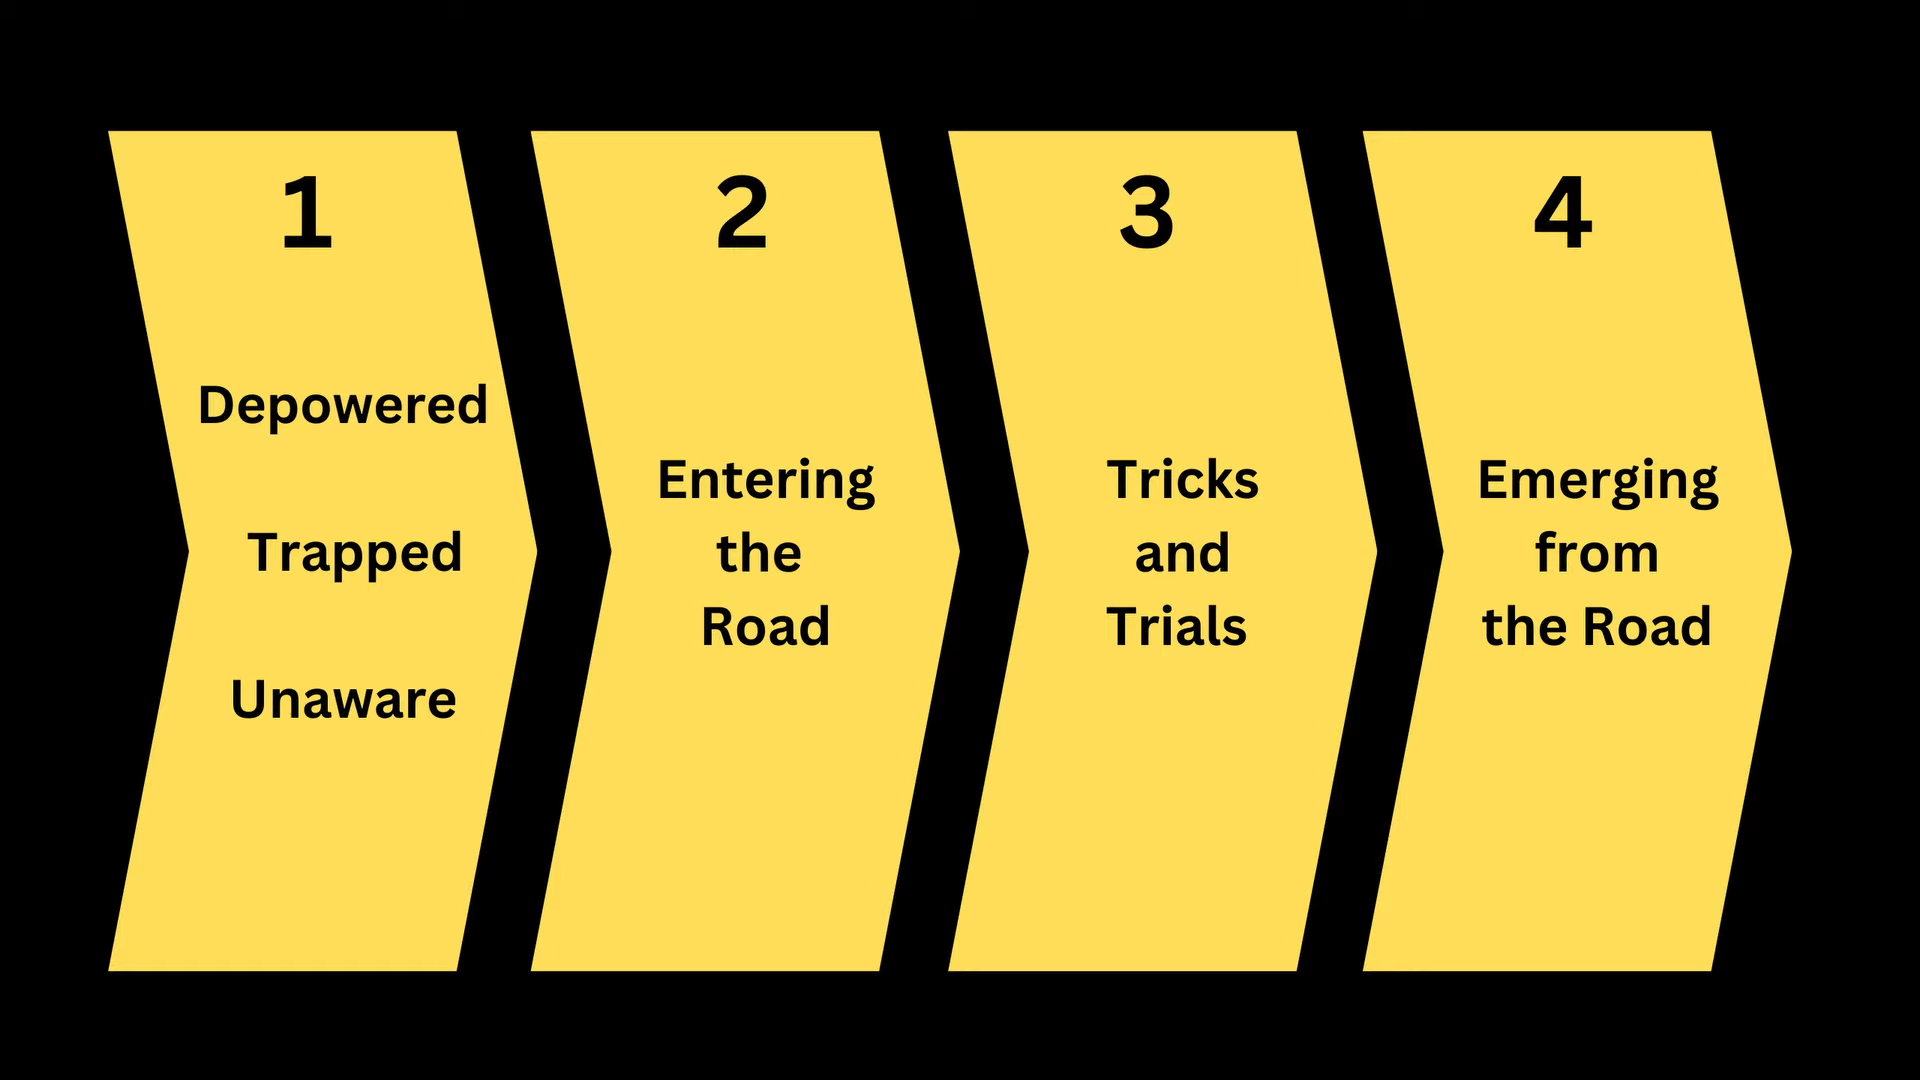 1
Depowered
Trapped
Unaware
2
Entering
the
Road
3
Tricks
and
Trials
4
Emerging
from
the Road